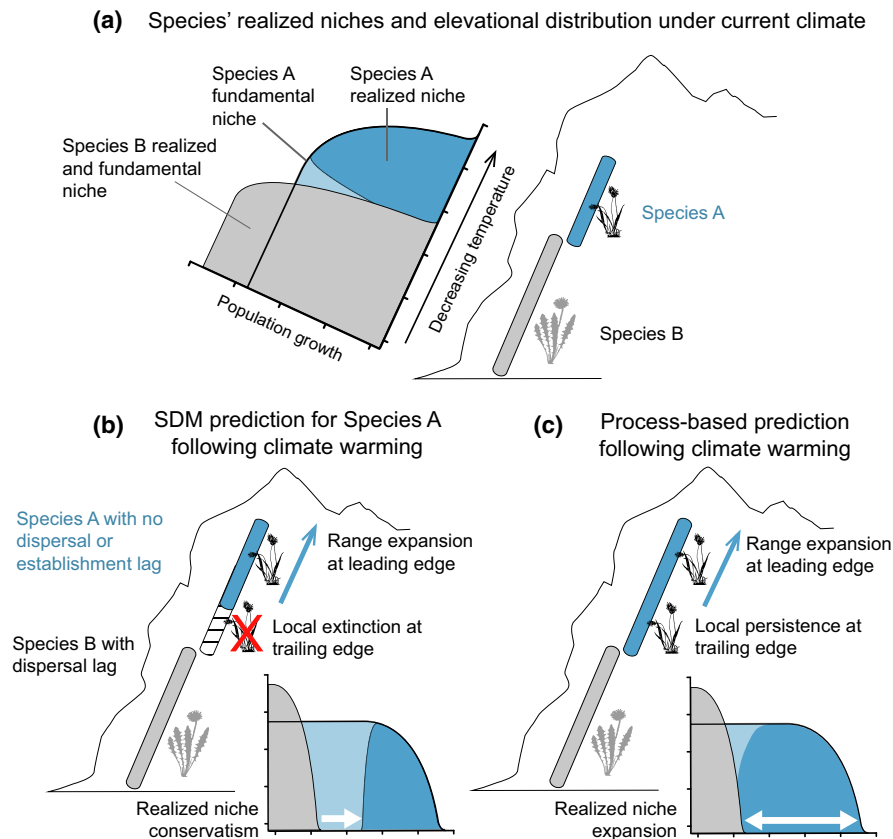 (a) Species' realized niches and elevational distribution under current climate
Species A
fundamental
niche
Species A
realized niche
Species B realized
and fundamental
niche
Decreasing temperature
Population growth
Species A
Species B
(b) SDM prediction for Species A
following climate warming
Species A with no
dispersal or
establishment lag
Range expansion
at leading edge
Local extinction at
trailing edge
Species B with
dispersal lag
Realized niche
conservatism
(c) Process-based prediction
following climate warming
Range expansion
at leading edge
Local persistence at
trailing edge
Realized niche
expansion